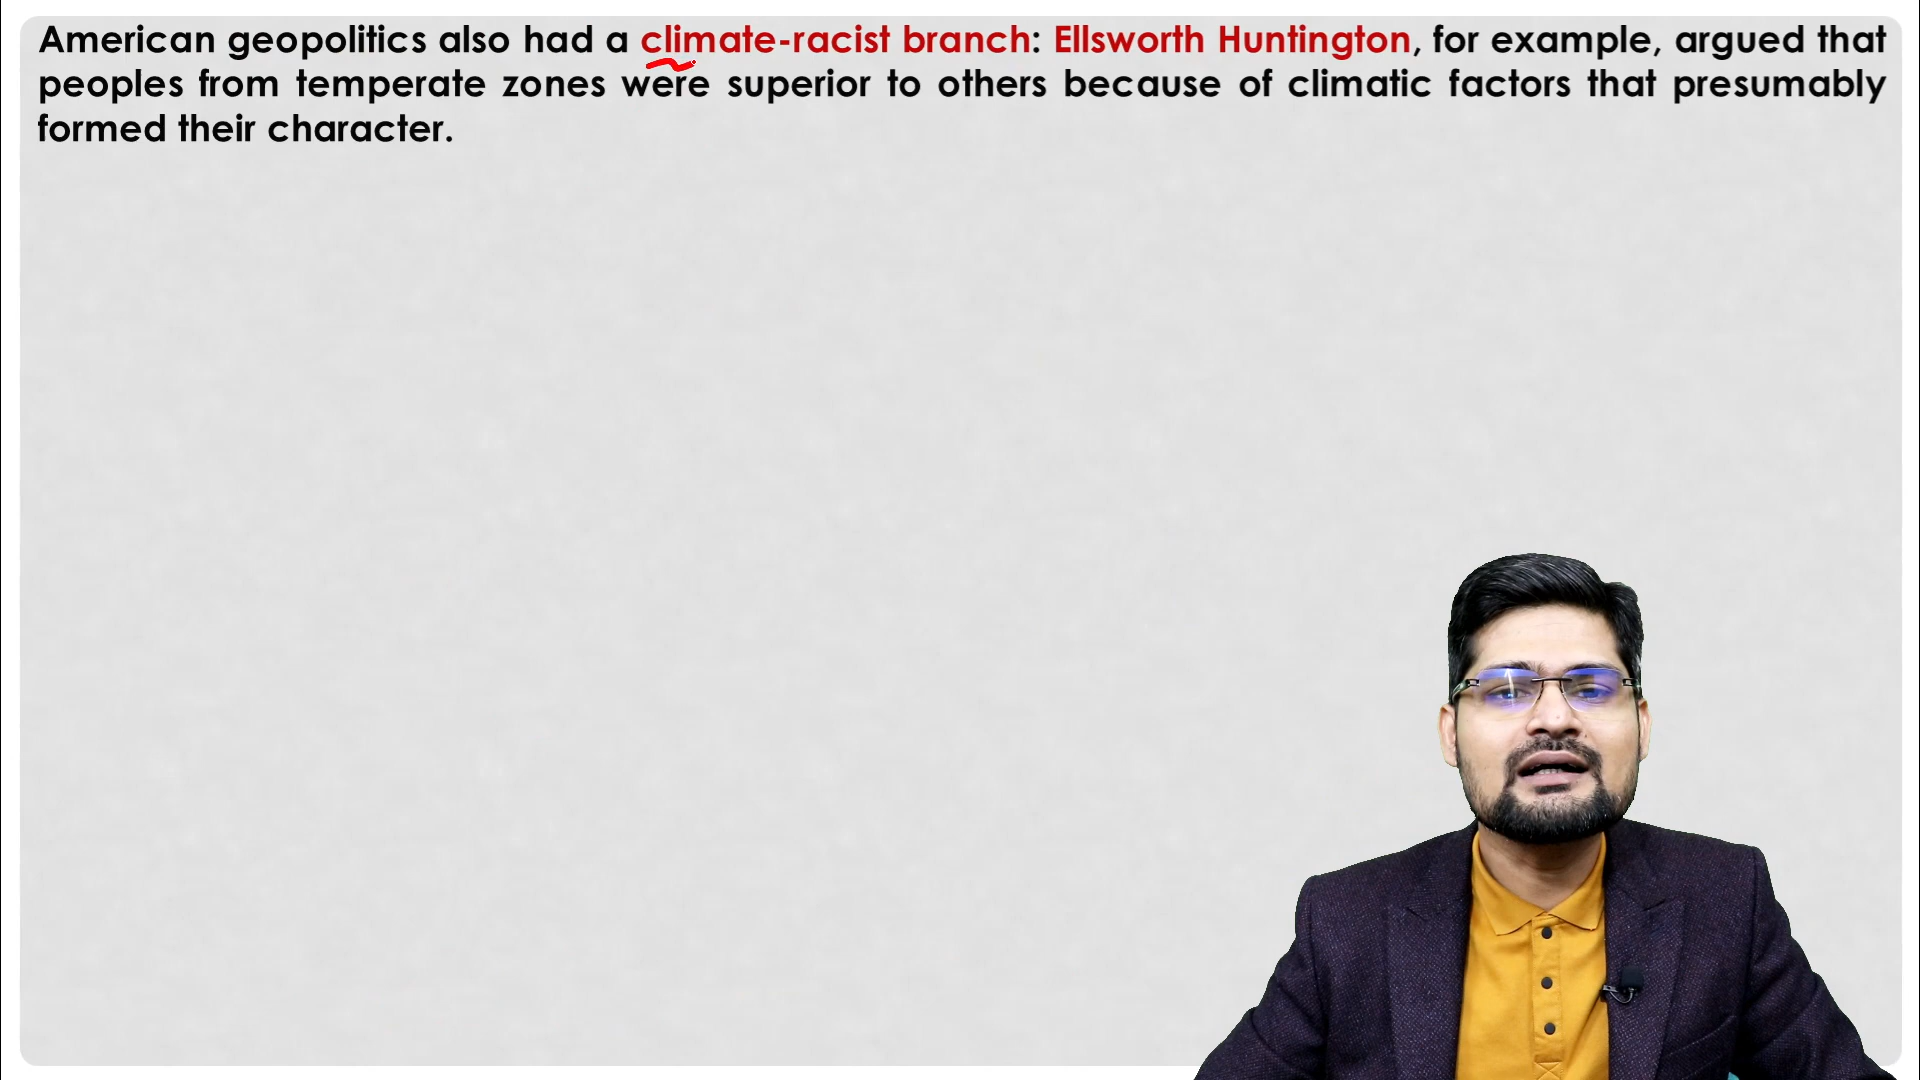 American geopolitics also had a climate-racist branch: Ellsworth Huntington, for example, argued that
peoples from temperate zones were superior to others because of climatic factors that presumably
formed their character.